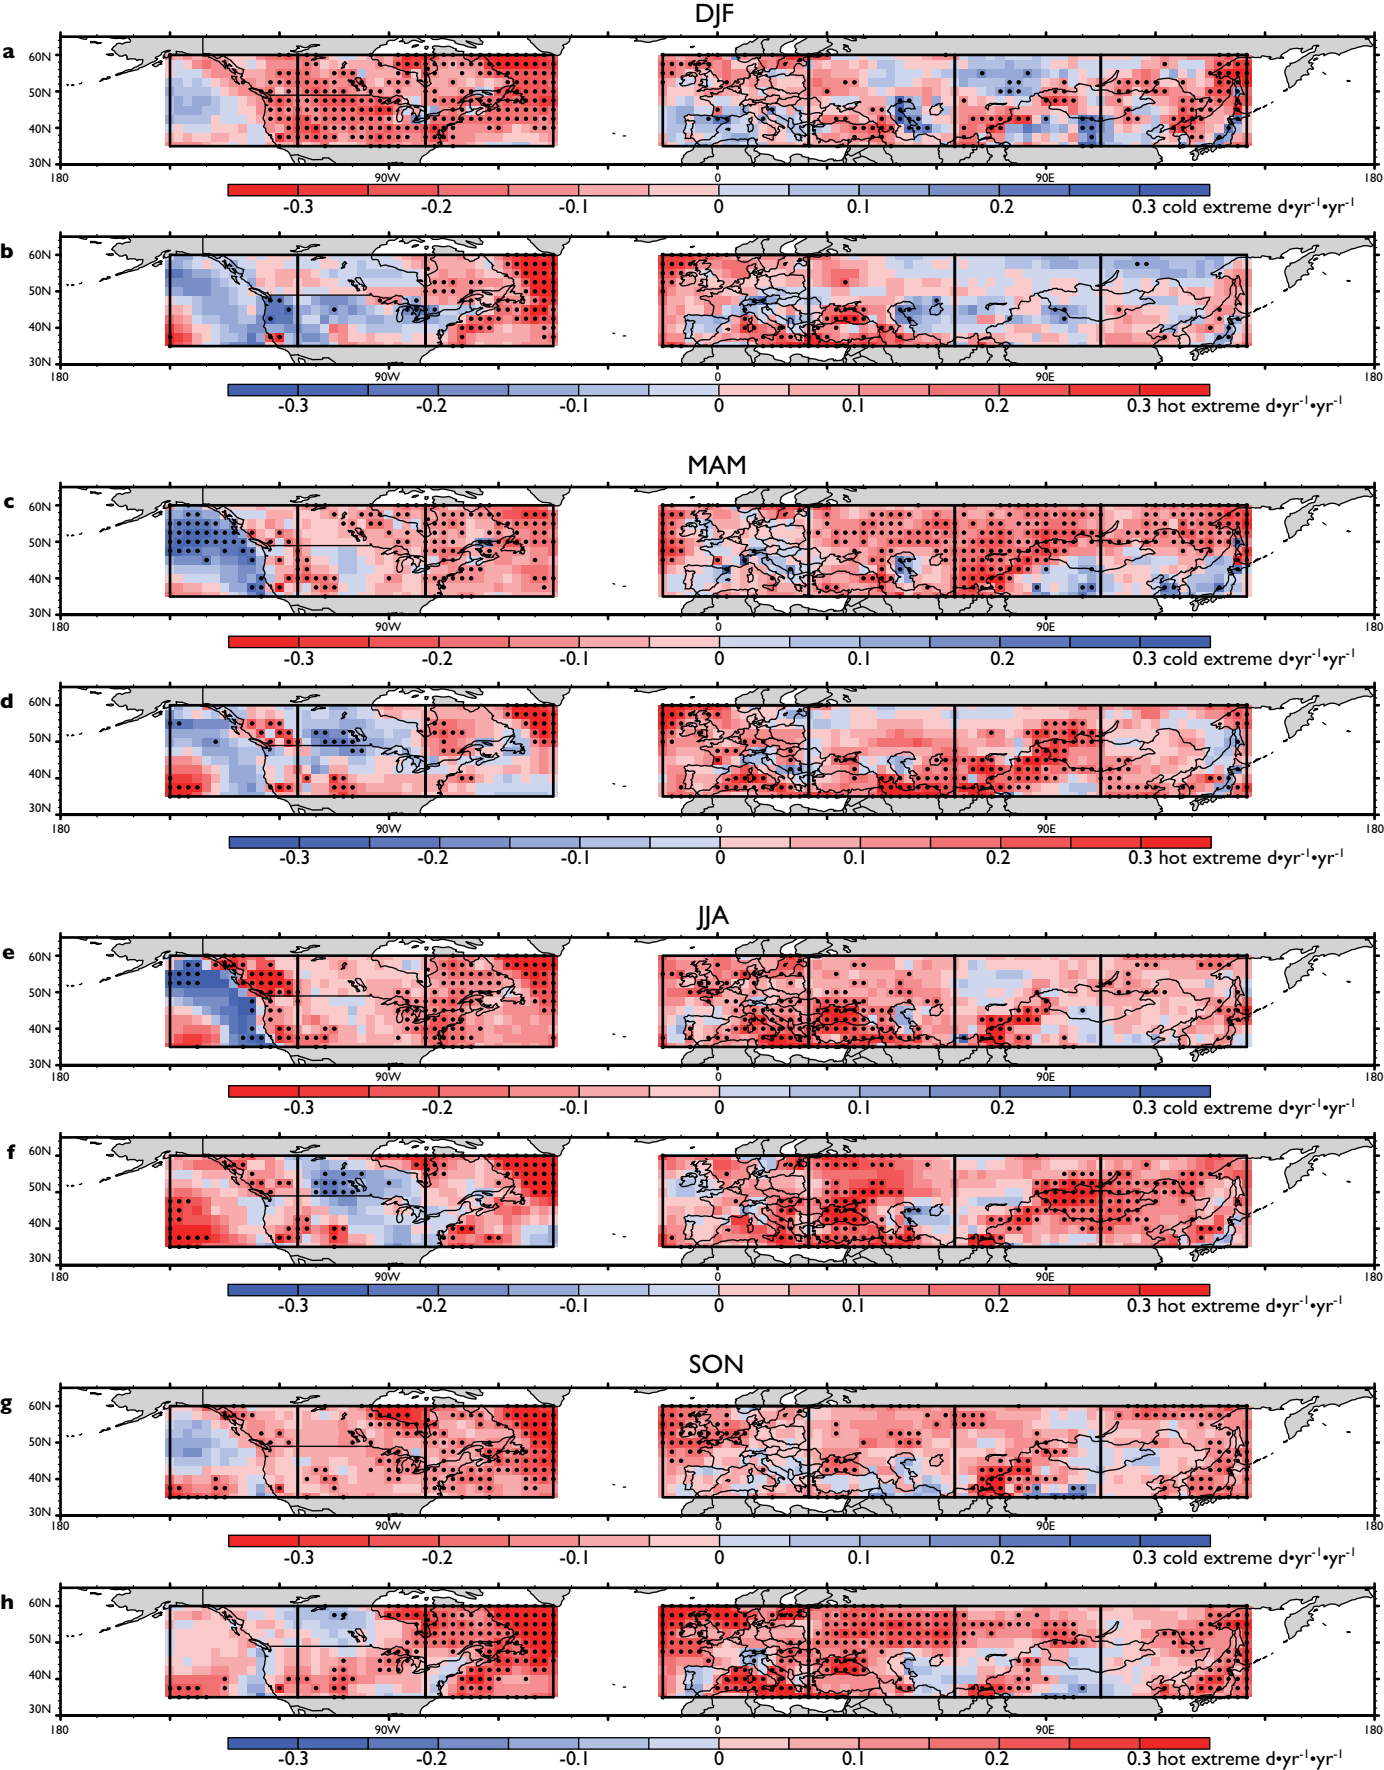 DJF
a
60N
50N
40N
30N
180 90W 0 90E 180
-0.3 -0.2 -0.1 0 0.1 0.2 0.3 cold extreme d•yr-1•yr-1
b
60N
50N
40N
30N
180 90W 0 90E 180
-0.3 -0.2 -0.1 0 0.1 0.2 0.3 hot extreme d•yr-1•yr-1
MAM
c
60N
50N
40N
30N
180 90W 0 90E 180
-0.3 -0.2 -0.1 0 0.1 0.2 0.3 cold extreme d•yr-1•yr-1
d
60N
50N
40N
30N
180 90W 0 90E 180
-0.3 -0.2 -0.1 0 0.1 0.2 0.3 hot extreme d•yr-1•yr-1
JJA
e
60N
50N
40N
30N
180 90W 0 90E 180
-0.3 -0.2 -0.1 0 0.1 0.2 0.3 cold extreme d•yr-1•yr-1
f
60N
50N
40N
30N
180 90W 0 90E 180
-0.3 -0.2 -0.1 0 0.1 0.2 0.3 hot extreme d•yr-1•yr-1
SON
g
60N
50N
40N
30N
180 90W 0 90E 180
-0.3 -0.2 -0.1 0 0.1 0.2 0.3 cold extreme d•yr-1•yr-1
h
60N
50N
40N
30N
180 90W 0 90E 180
-0.3 -0.2 -0.1 0 0.1 0.2 0.3 hot extreme d•yr-1•yr-1